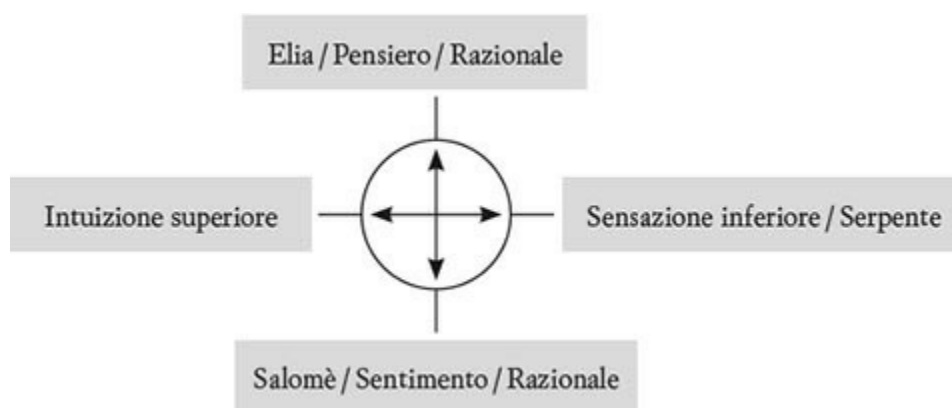 Elia / Pensiero / Razionale
Intuizione superiore
Sensazione inferiore / Serpente
Salomè / Sentimento / Razionale